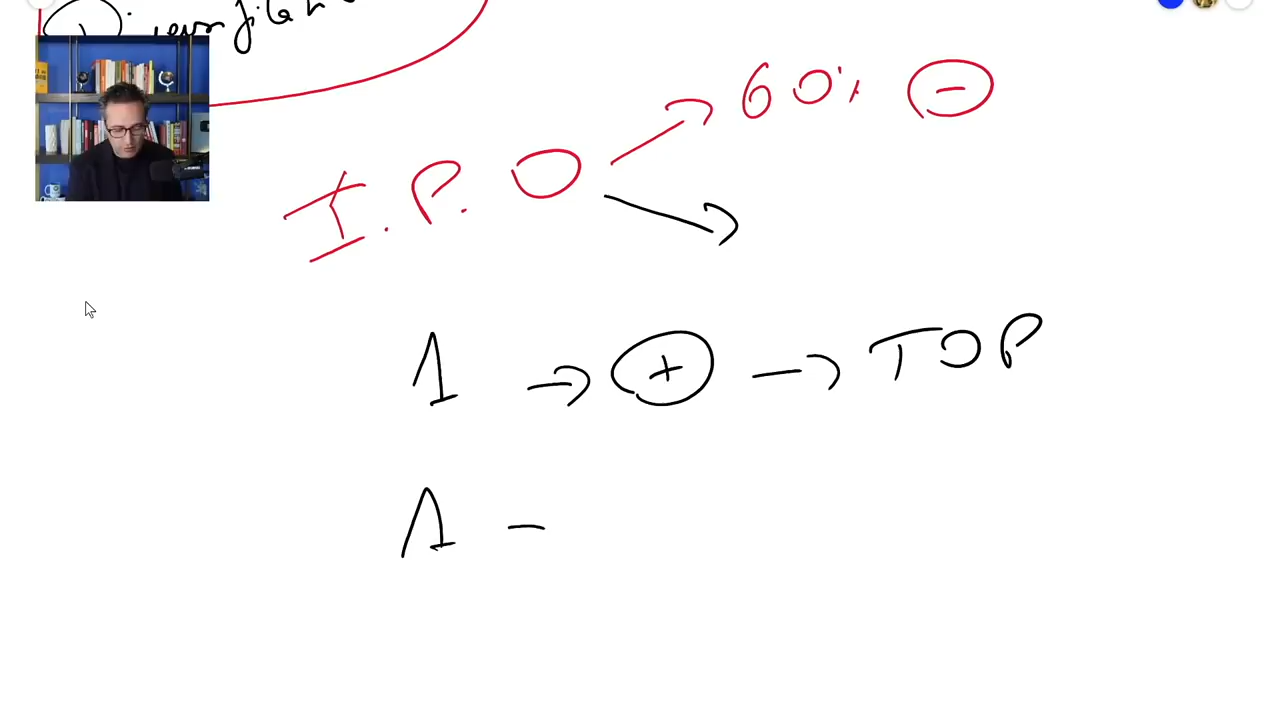 I.P.O → 60% ⊖
→
1 → ⊕ → TOP
1 –